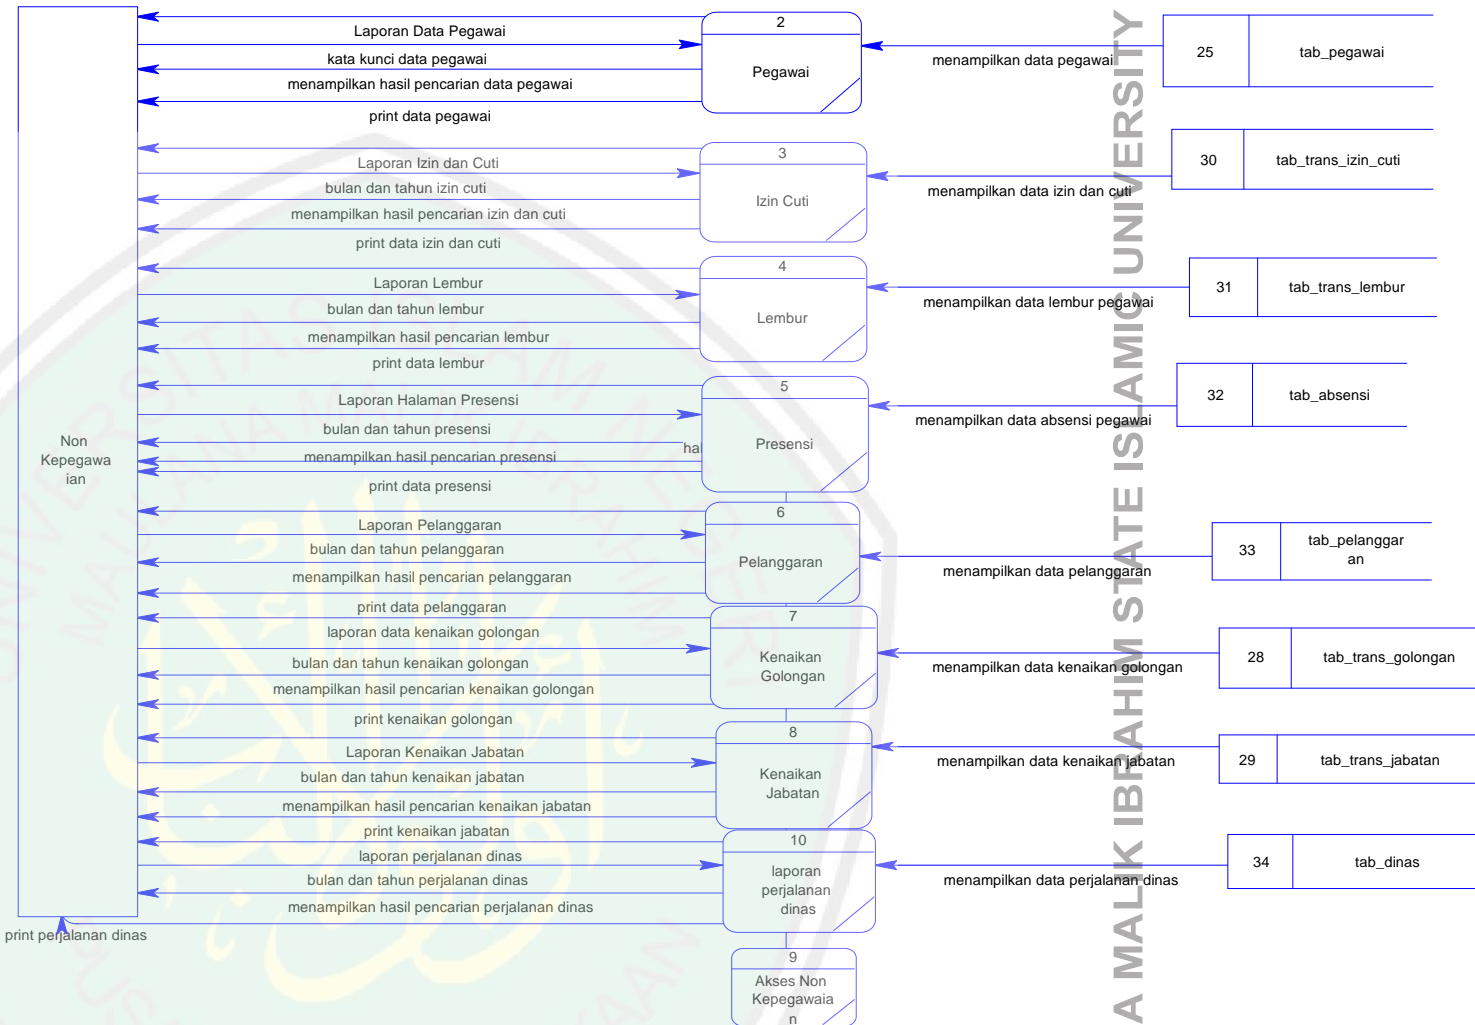 2
Laporan Data Pegawai
kata kunci data pegawai
menampilkan hasil pencarian data pegawai
print data pegawai
Pegawai
menampilkan data pegawai
25
tab_pegawai
3
Laporan Izin dan Cuti
bulan dan tahun izin cuti
menampilkan hasil pencarian izin dan cuti
print data izin dan cuti
Izin Cuti
menampilkan data izin dan cuti
30
tab_trans_izin_cuti
4
Laporan Lembur
bulan dan tahun lembur
menampilkan hasil pencarian lembur
print data lembur
Lembur
menampilkan data lembur pegawai
31
tab_trans_lembur
5
Laporan Halaman Presensi
bulan dan tahun presensi
menampilkan hasil pencarian presensi
hal
print data presensi
Presensi
menampilkan data absensi pegawai
32
tab_absensi
Non
Kepegawa
ian
6
Laporan Pelanggaran
bulan dan tahun pelanggaran
menampilkan hasil pencarian pelanggaran
print data pelanggaran
Pelanggaran
menampilkan data pelanggaran
33
tab_pelanggar
an
7
laporan data kenaikan golongan
bulan dan tahun kenaikan golongan
menampilkan hasil pencarian kenaikan golongan
print kenaikan golongan
Kenaikan
Golongan
menampilkan data kenaikan golongan
28
tab_trans_golongan
8
Laporan Kenaikan Jabatan
bulan dan tahun kenaikan jabatan
menampilkan hasil pencarian kenaikan jabatan
print kenaikan jabatan
Kenaikan
Jabatan
menampilkan data kenaikan jabatan
29
tab_trans_jabatan
10
laporan perjalanan dinas
bulan dan tahun perjalanan dinas
menampilkan hasil pencarian perjalanan dinas
print perjalanan dinas
laporan
perjalanan
dinas
menampilkan data perjalanan dinas
34
tab_dinas
9
Akses Non
Kepegawaia
n
A MALIK IBRAHIM STATE ISLAMIC UNIVERSITY
UNIVERSITAS ISLAM NEGERI
MAULANA MALIK IBRAHIM